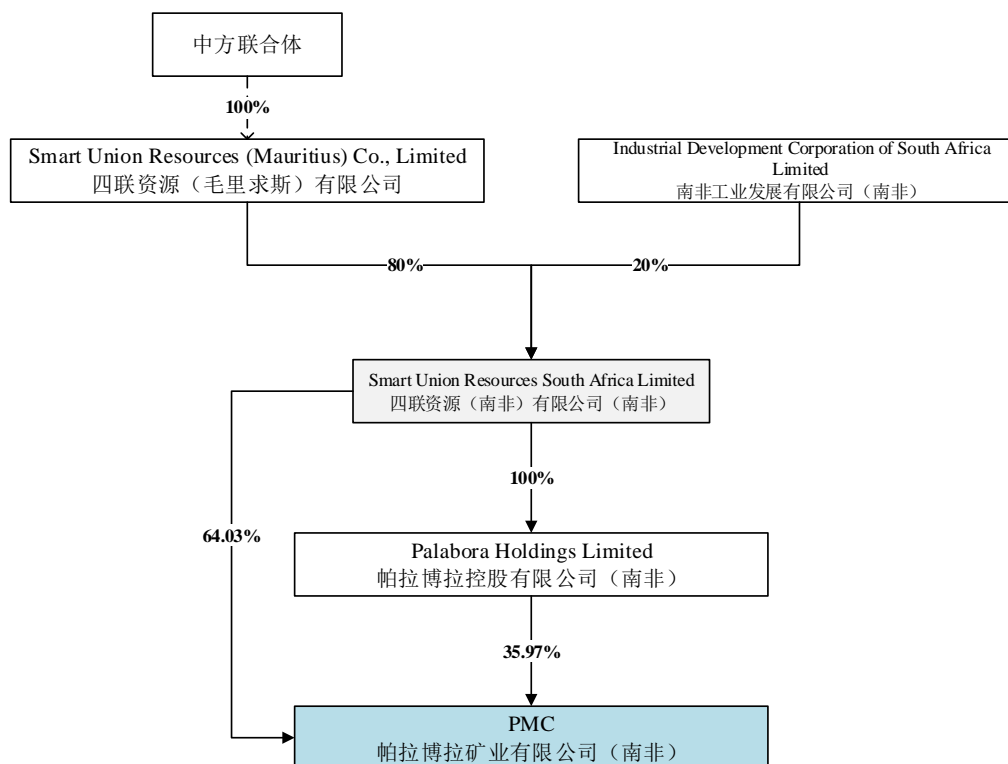 中方联合体
100%
Smart Union Resources (Mauritius) Co., Limited
四联资源（毛里求斯）有限公司
Industrial Development Corporation of South Africa
Limited
南非工业发展有限公司（南非）
80%
20%
Smart Union Resources South Africa Limited
四联资源（南非）有限公司（南非）
100%
64.03%
Palabora Holdings Limited
帕拉博拉控股有限公司（南非）
35.97%
PMC
帕拉博拉矿业有限公司（南非）